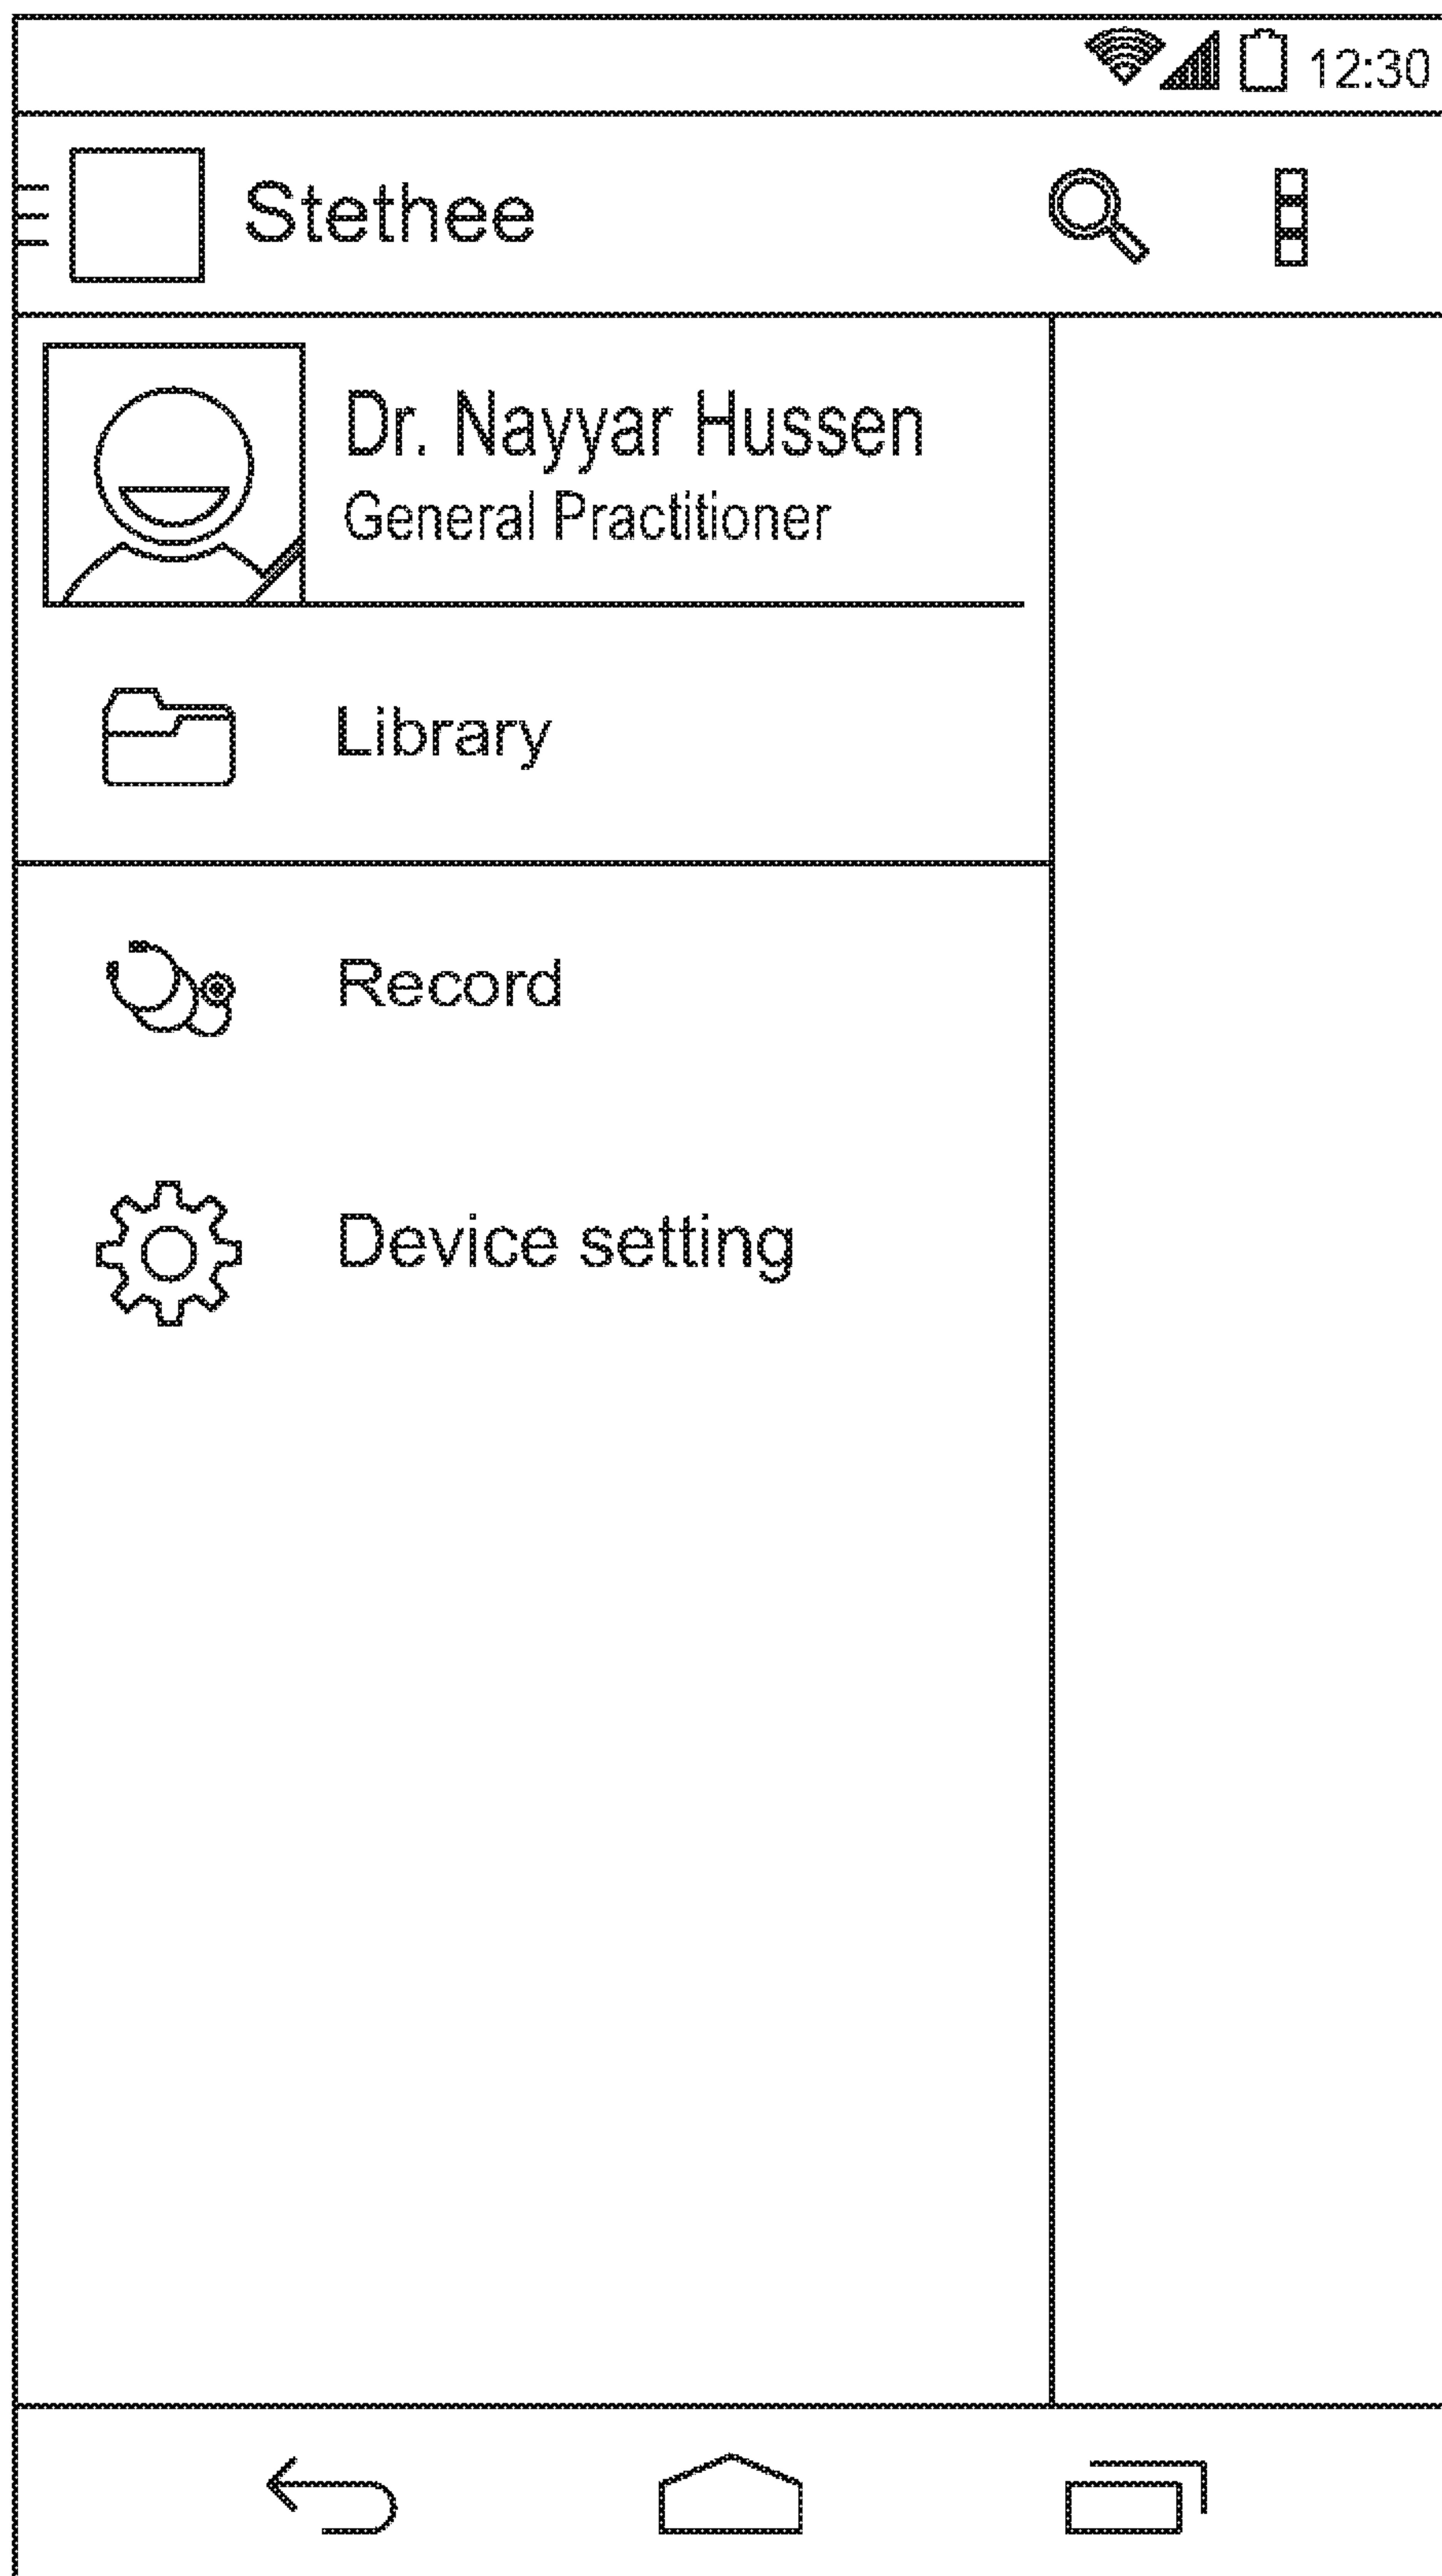 12:30
Stethee
Dr. Nayyar Hussen
General Practitioner
Library
Record
Device setting